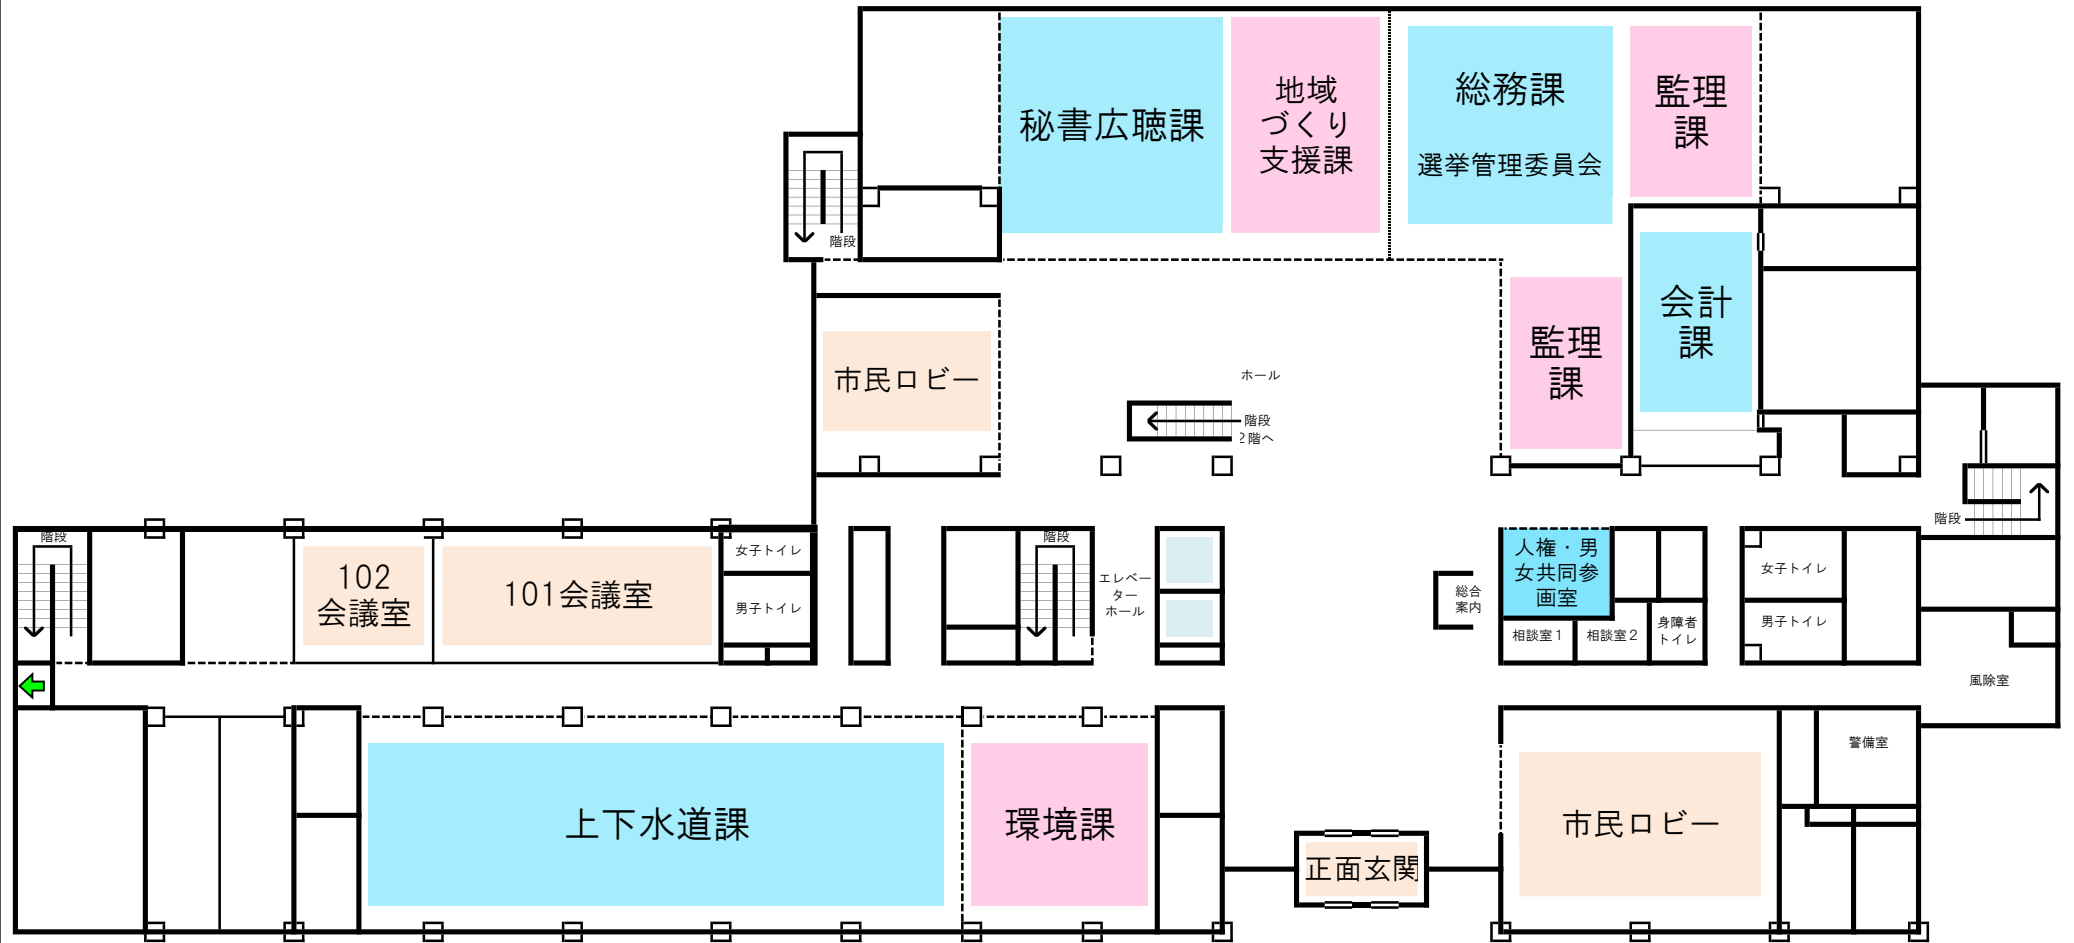 秘書広聴課
地域
づくり
支援課
総務課
選挙管理委員会
監理
課
階段
会計
課
監理
課
市民ロビー
ホール
階段
2階へ
階段
階段
102
会議室
101会議室
女子トイレ
男子トイレ
階段
エレベー
ター
ホール
総合
案内
人権・男
女共同参
画室
相談室1
相談室2
身障者
トイレ
女子トイレ
男子トイレ
風除室
上下水道課
環境課
正面玄関
市民ロビー
警備室